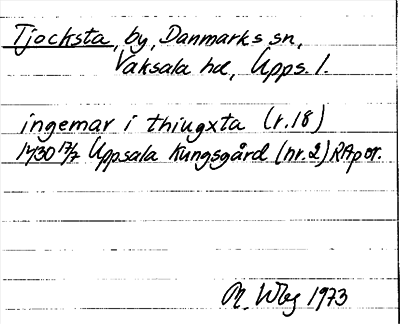 Tjocksta, by, Danmarks sn,
Vaksala hd, Upps. l.
ingemar i thiugxta (r. 18)
1430 17/7 Uppsala Kungsgård (nr. 2) RAp or.
M. Wbg 1973